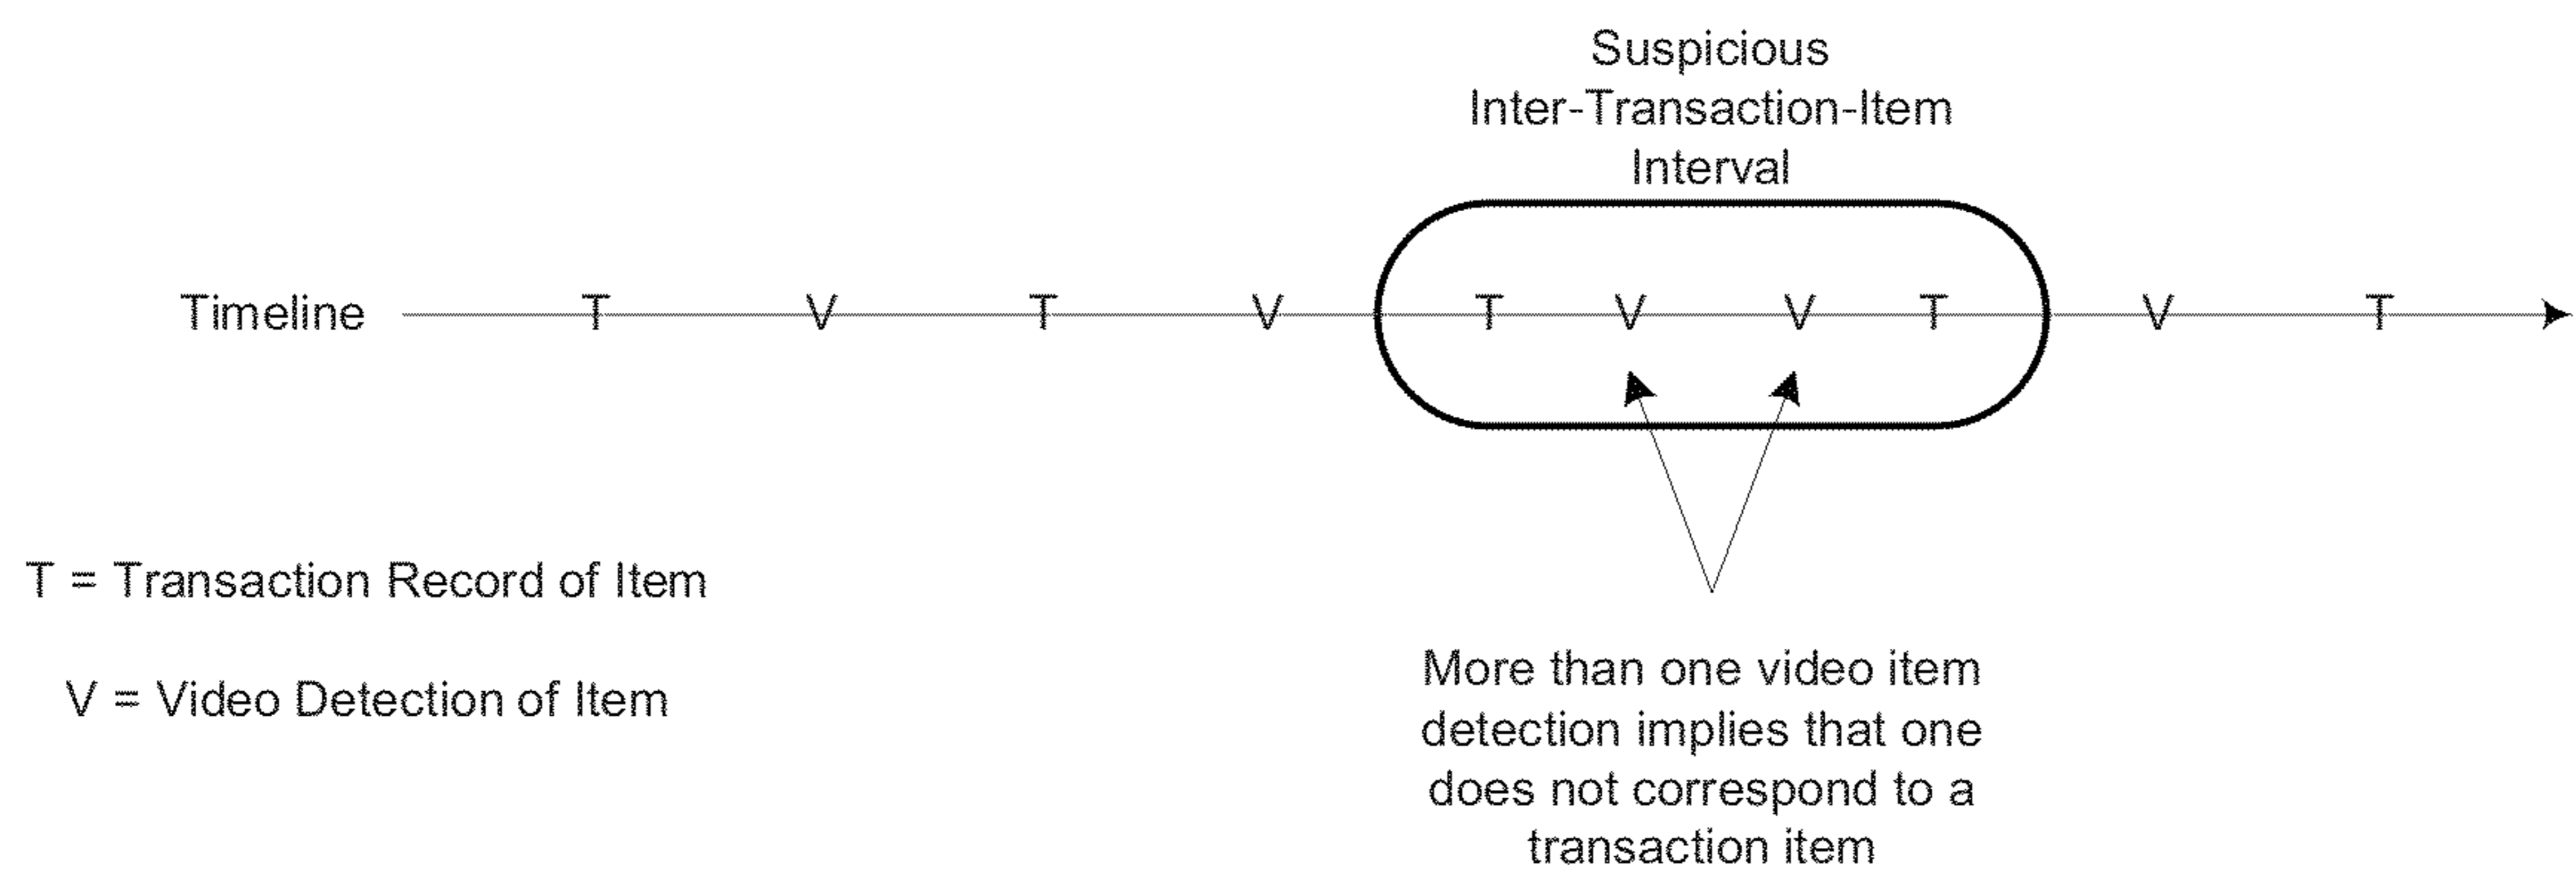 Suspicious
Inter-Transaction-Item
Interval
Timeline T V T V T V V T V T
T = Transaction Record of Item
V = Video Detection of Item
More than one video item
detection implies that one
does not correspond to a
transaction item